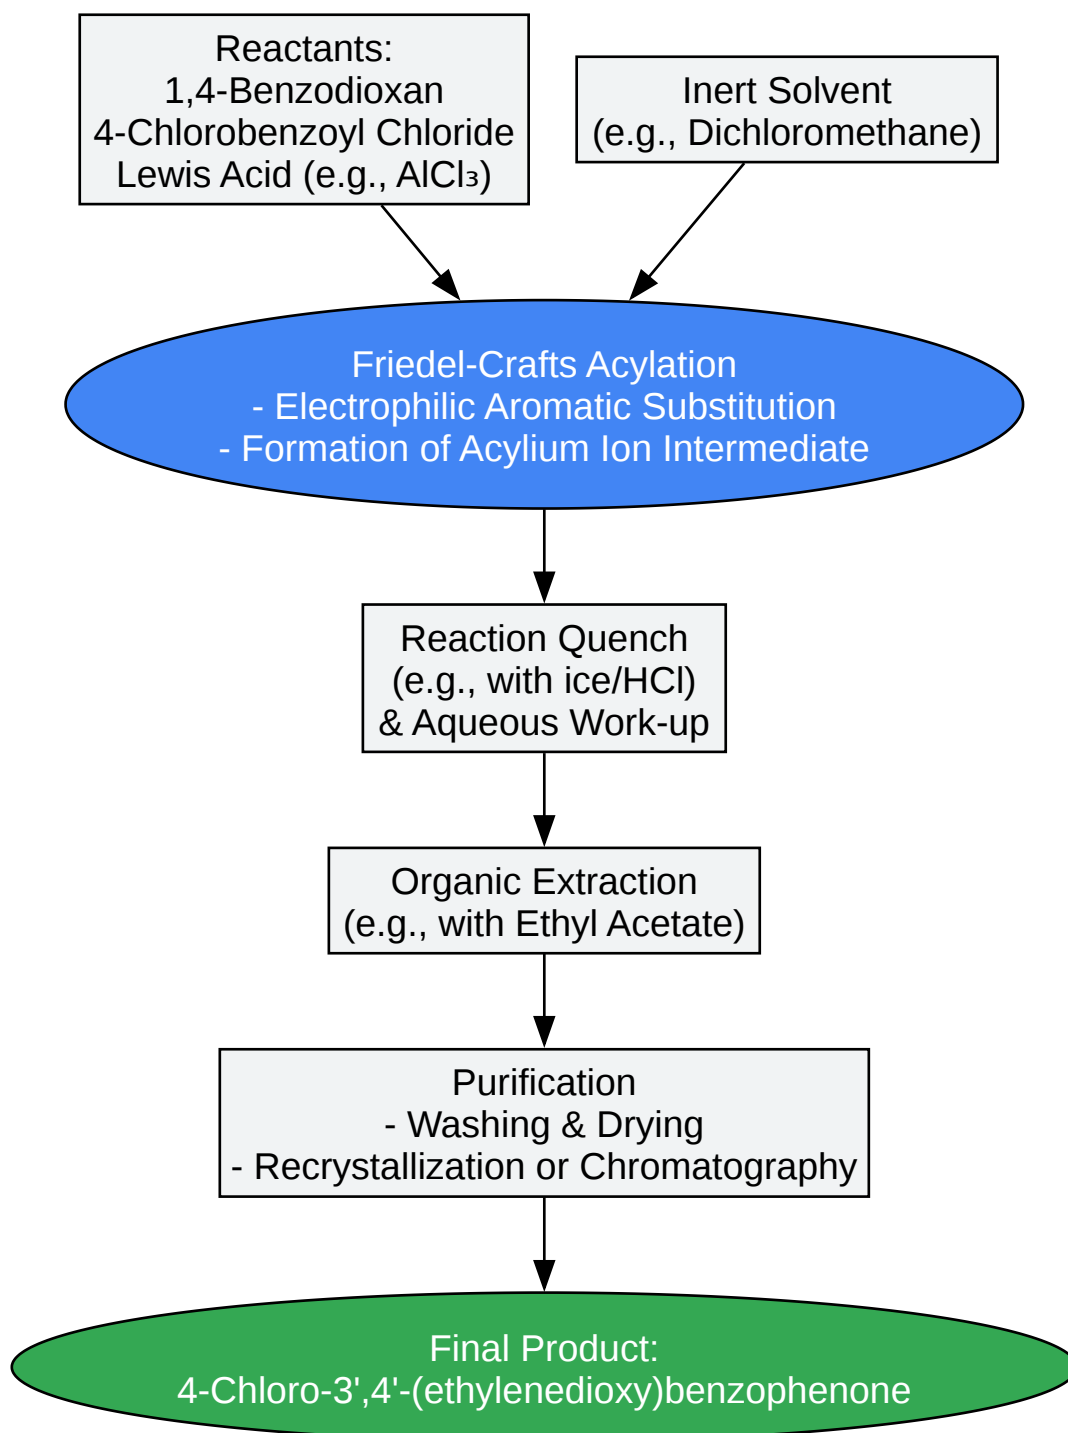 Reactants:
1,4-Benzodioxan
4-Chlorobenzoyl Chloride
Lewis Acid (e.g., AlCl₃)
Inert Solvent
(e.g., Dichloromethane)
Friedel-Crafts Acylation
- Electrophilic Aromatic Substitution
- Formation of Acylium Ion Intermediate
Reaction Quench
(e.g., with ice/HCl)
& Aqueous Work-up
Organic Extraction
(e.g., with Ethyl Acetate)
Purification
- Washing & Drying
- Recrystallization or Chromatography
Final Product:
4-Chloro-3',4'-(ethylenedioxy)benzophenone